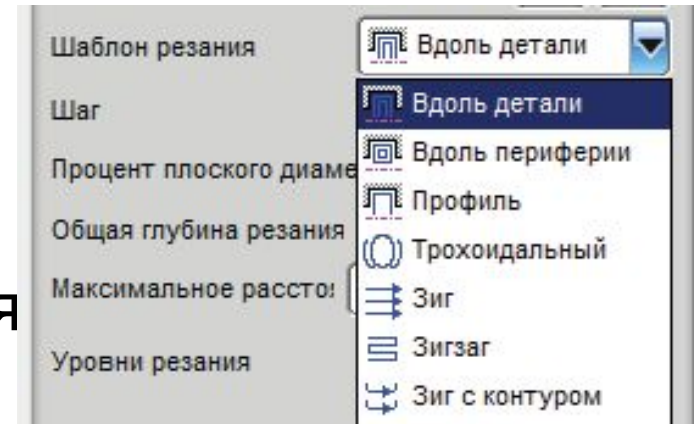 Шаблон резания Вдоль детали
Шаг Вдоль детали
Процент плоского диаме Вдоль периферии
Профиль
Общая глубина резания Трохоидальный
Максимальное рассто Зиг
я
Уровни резания Зигзаг
Зиг с контуром